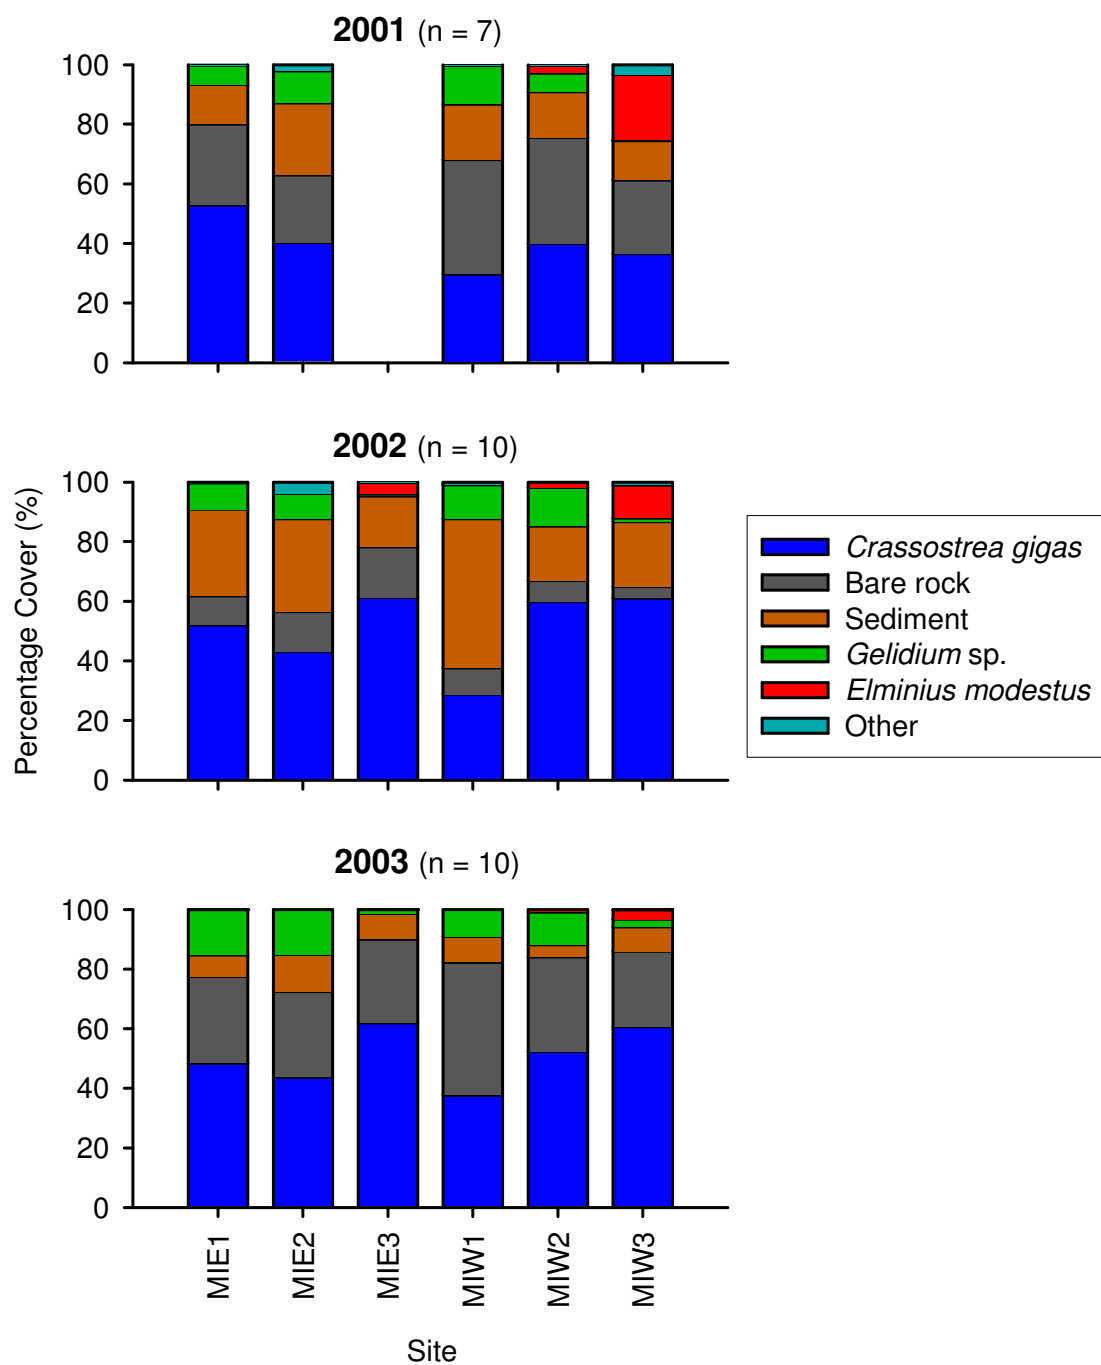 2001 (n = 7)
100
80
60
40
20
0
2002 (n = 10)
100
80
60
40
20
0
Percentage Cover (%)
Crassostrea gigas
Bare rock
Sediment
Gelidium sp.
Elminius modestus
Other
2003 (n = 10)
100
80
60
40
20
0
MIE1
MIE2
MIE3
MIW1
MIW2
MIW3
Site